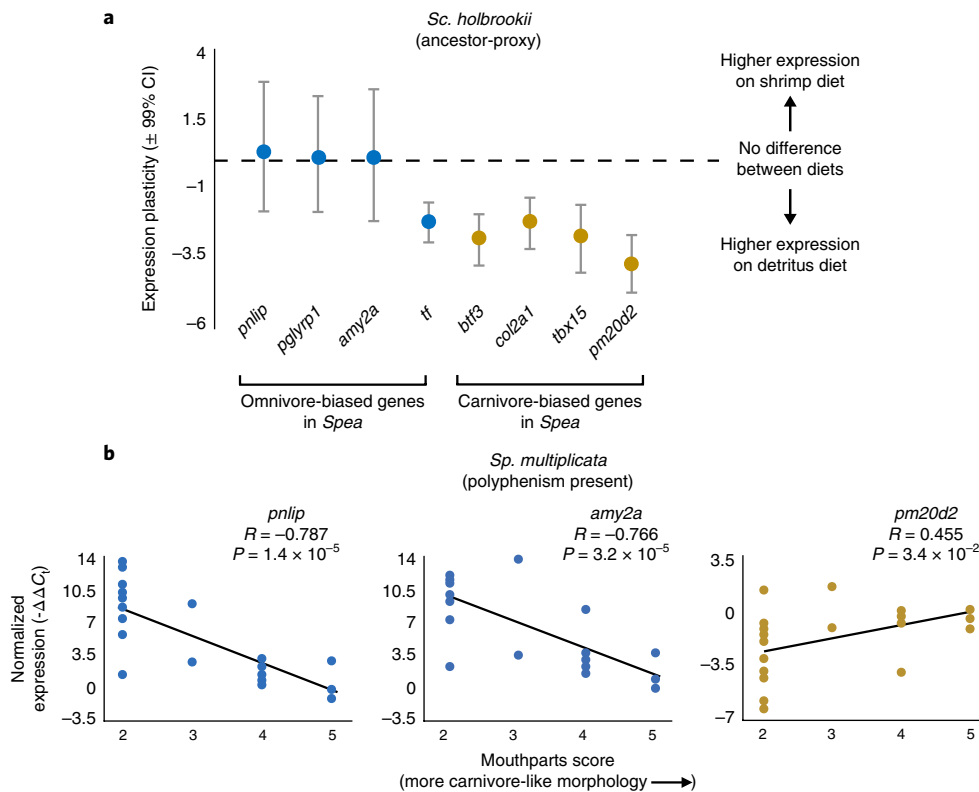 a
Sc. holbrookii
(ancestor-proxy)
Expression plasticity (± 99% CI)
4
1.5
–1
–3.5
–6
Higher expression
on shrimp diet
No difference
between diets
Higher expression
on detritus diet
pnlip
pglyrp1
amy2a
tf
btf3
col2a1
tbx15
pm20d2
Omnivore-biased genes
in Spea
Carnivore-biased genes
in Spea
b
Sp. multiplicata
(polyphenism present)
Normalized
expression (-ΔΔCt)
pnlip
R = –0.787
P = 1.4 × 10–5
14
10.5
7
3.5
0
–3.5
2
3
4
5
amy2a
R = –0.766
P = 3.2 × 10–5
14
10.5
7
3.5
0
–3.5
2
3
4
5
pm20d2
R = 0.455
P = 3.4 × 10–2
3.5
0
–3.5
–7
2
3
4
5
Mouthparts score
(more carnivore-like morphology ⟶)